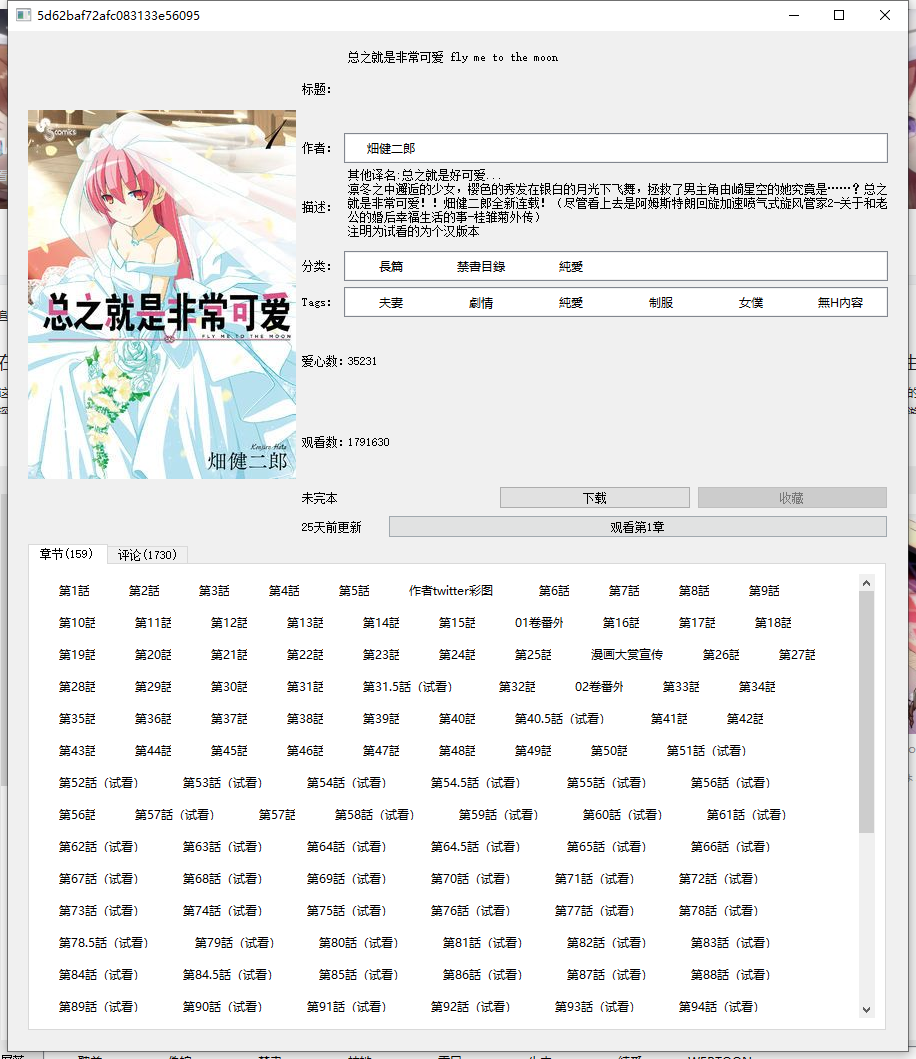 5d62baf72afc083133e56095
总之就是非常可爱 fly me to the moon
标题:
作者: 畑健二郎
描述: 其他译名:总之就是好可爱...
凛冬之中邂逅的少女，樱色的秀发在银白的月光下飞舞，拯救了男主角由崎星空的她究竟是……？总之
就是非常可爱！！畑健二郎全新连载！（尽管看上去是阿姆斯特朗回旋加速喷气式旋风管家2-关于和老
公的婚后幸福生活的事-桂雏菊外传）
注明为试看的为个汉版本
分类: 長篇 禁書目錄 純愛
Tags: 夫妻 劇情 純愛 制服 女僕 無H内容
爱心数: 35231
观看数: 1791630
未完本 下载 收藏
25天前更新 观看第1章
comics
1
总之就是非常可爱
FLY ME TO THE MOON
Kenjiro Hata
畑健二郎
章节(159) 评论(1730)
第1話 第2話 第3話 第4話 第5話 作者twitter彩图 第6話 第7話 第8話 第9話
第10話 第11話 第12話 第13話 第14話 第15話 01卷番外 第16話 第17話 第18話
第19話 第20話 第21話 第22話 第23話 第24話 第25話 漫画大赏宣传 第26話 第27話
第28話 第29話 第30話 第31話 第31.5話（试看） 第32話 02卷番外 第33話 第34話
第35話 第36話 第37話 第38話 第39話 第40話 第40.5話（试看） 第41話 第42話
第43話 第44話 第45話 第46話 第47話 第48話 第49話 第50話 第51話（试看）
第52話（试看） 第53話（试看） 第54話（试看） 第54.5話（试看） 第55話（试看） 第56話（试看）
第56話 第57話（试看） 第57話 第58話（试看） 第59話（试看） 第60話（试看） 第61話（试看）
第62話（试看） 第63話（试看） 第64話（试看） 第64.5話（试看） 第65話（试看） 第66話（试看）
第67話（试看） 第68話（试看） 第69話（试看） 第70話（试看） 第71話（试看） 第72話（试看）
第73話（试看） 第74話（试看） 第75話（试看） 第76話（试看） 第77話（试看） 第78話（试看）
第78.5話（试看） 第79話（试看） 第80話（试看） 第81話（试看） 第82話（试看） 第83話（试看）
第84話（试看） 第84.5話（试看） 第85話（试看） 第86話（试看） 第87話（试看） 第88話（试看）
第89話（试看） 第90話（试看） 第91話（试看） 第92話（试看） 第93話（试看） 第94話（试看）